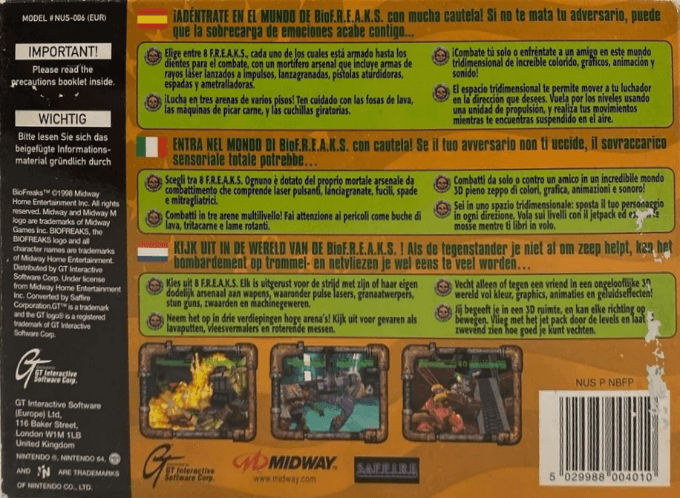 MODEL # NUS-006 (EUR)
IMPORTANT!
Please read the
precautions booklet inside.
WICHTIG
Bitte lesen Sie sich das
beigefügte Informations-
material gründlich durch
BioFreaks™ ©1998 Midway
Home Entertainment Inc. All rights
reserved. Midway and Midway M
logo are trademarks of Midway
Games Inc. BIOFREAKS, the
BIOFREAKS logo and all
character names are trademarks
of Midway Home Entertainment.
Distributed by GT Interactive
Software Corp. Under license
from Midway Home Entertainment
Inc. Converted by Saffire
Corporation.GT™ is a trademark
and the GT logo® is a registered
trademark of GT Interactive
Software Corp.
GT Interactive
Software Corp.
GT Interactive Software
(Europe) Ltd,
116 Baker Street,
London W1M 1LB
United Kingdom
NINTENDO ®, NINTENDO 64,
AND N ARE TRADEMARKS
OF NINTENDO CO., LTD.
¡ADÉNTRATE EN EL MUNDO DE BioF.R.E.A.K.S. con mucha cautela! Si no te mata tu adversario, puede
que la sobrecarga de emociones acabe contigo...
Elige entre 8 F.R.E.A.K.S., cada uno de los cuales está armado hasta los
dientes para el combate, con un mortífero arsenal que incluye armas de
rayos láser lanzados a impulsos, lanzagranadas, pistolas aturdidoras,
espadas y ametralladoras.
¡Lucha en tres arenas de varios pisos! Ten cuidado con las fosas de lava,
las máquinas de picar carne, y las cuchillas giratorias.
¡Combate tú solo o enfréntate a un amigo en este mundo
tridimensional de increíble colorido, gráficos, animación y
sonido!
El espacio tridimensional te permite mover a tu luchador
en la dirección que desees. Vuela por los niveles usando
una unidad de propulsión, y realiza tus movimientos
mientras te encuentras suspendido en el aire.
ENTRA NEL MONDO DI BioF.R.E.A.K.S. con cautela! Se il tuo avversario non ti uccide, il sovraccarico
sensoriale totale potrebbe...
Scegli tra 8 F.R.E.A.K.S. Ognuno è dotato del proprio mortale arsenale da
combattimento che comprende laser pulsanti, lanciagranate, fucili, spade
e mitragliatrici.
Combatti in tre arene multilivello! Fai attenzione ai pericoli come buche di
lava, tritacarne e lame rotanti.
Combatti da solo o contro un amico in un incredibile mondo
3D pieno zeppo di colori, grafica, animazioni e sonoro!
Sei in uno spazio tridimensionale: sposta il tuo personaggio
in ogni direzione. Vola sui livelli con il jetpack ed
mosse mentre ti libri in volo.
KIJK UIT IN DE WERELD VAN DE BioF.R.E.A.K.S. ! Als de tegenstander je niet al om zeep helpt, kan het
bombardement op trommel- en netvliezen je wel eens te veel worden...
Kies uit 8 F.R.E.A.K.S. Elk is uitgerust voor de strijd met zijn of haar eigen
dodelijk arsenaal aan wapens, waaronder pulse lasers, granaatwerpers,
stun guns, zwaarden en machinegeweren.
Neem het op in drie verdiepingen hoge arena's! Kijk uit voor gevaren als
lavaputten, vleesvermalers en roterende messen.
Vecht alleen of tegen een vriend in een ongelooflijke 3D
wereld vol kleur, graphics, animaties en geluidseffecten!
Jij begeeft je in een 3D ruimte, en kan elke richting op
bewegen. Vlieg met het jet pack door de levels en laat
zwevend zien hoe goed je kunt vechten.
GT Interactive
Software Corp.
MIDWAY
www.midway.com
SAFFIRE
NUS P NBFP
5 029988 004010